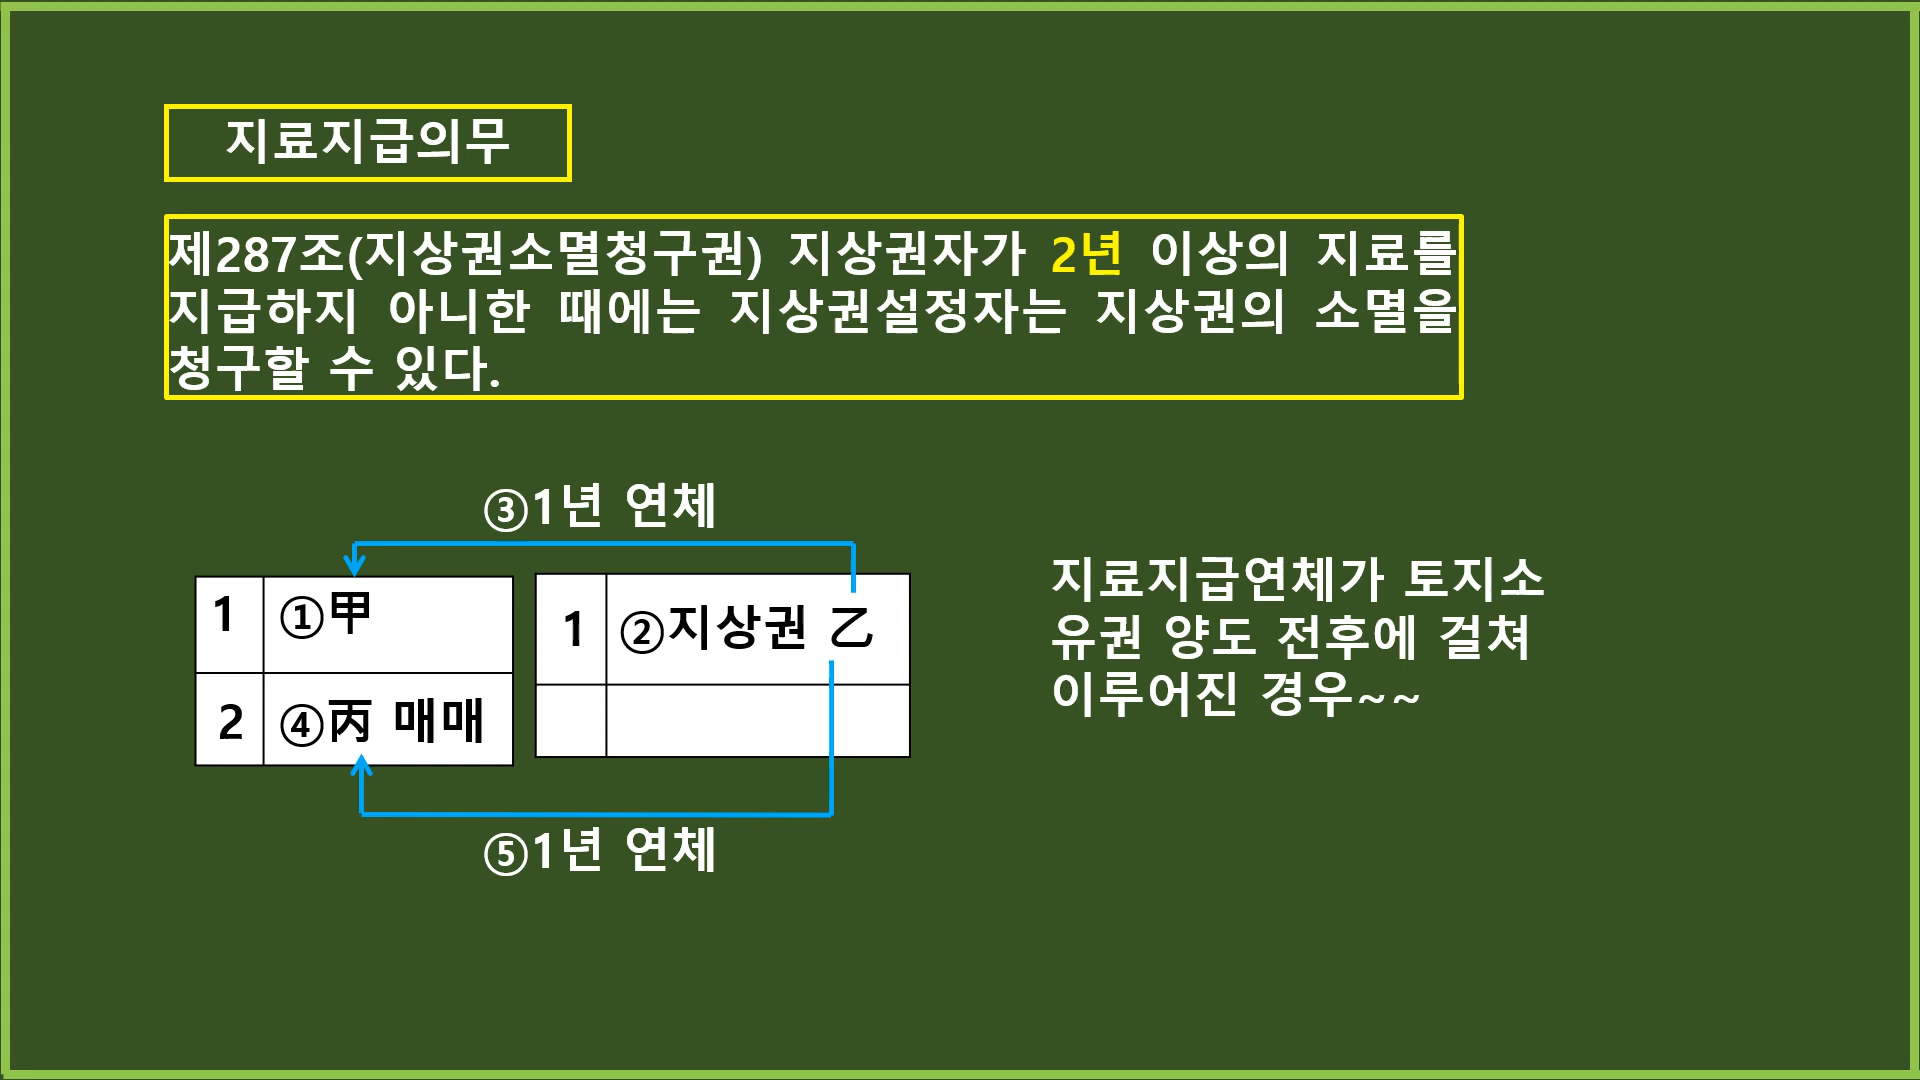 지료지급의무
제287조(지상권소멸청구권) 지상권자가 2년 이상의 지료를
지급하지 아니한 때에는 지상권설정자는 지상권의 소멸을
청구할 수 있다.
③1년 연체
1 ①甲
2 ④丙 매매
1 ②지상권 乙
⑤1년 연체
지료지급연체가 토지소
유권 양도 전후에 걸쳐
이루어진 경우~~